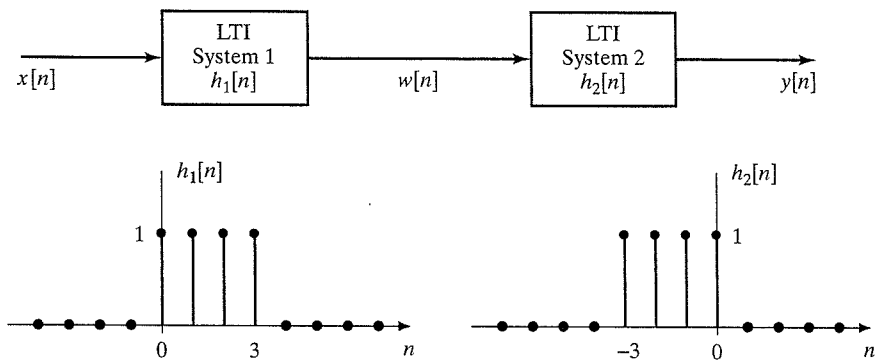 LTI
System 1
h₁[n]
LTI
System 2
h₂[n]
x[n]
w[n]
y[n]
h₁[n]
1
0
3
n
h₂[n]
1
−3
0
n